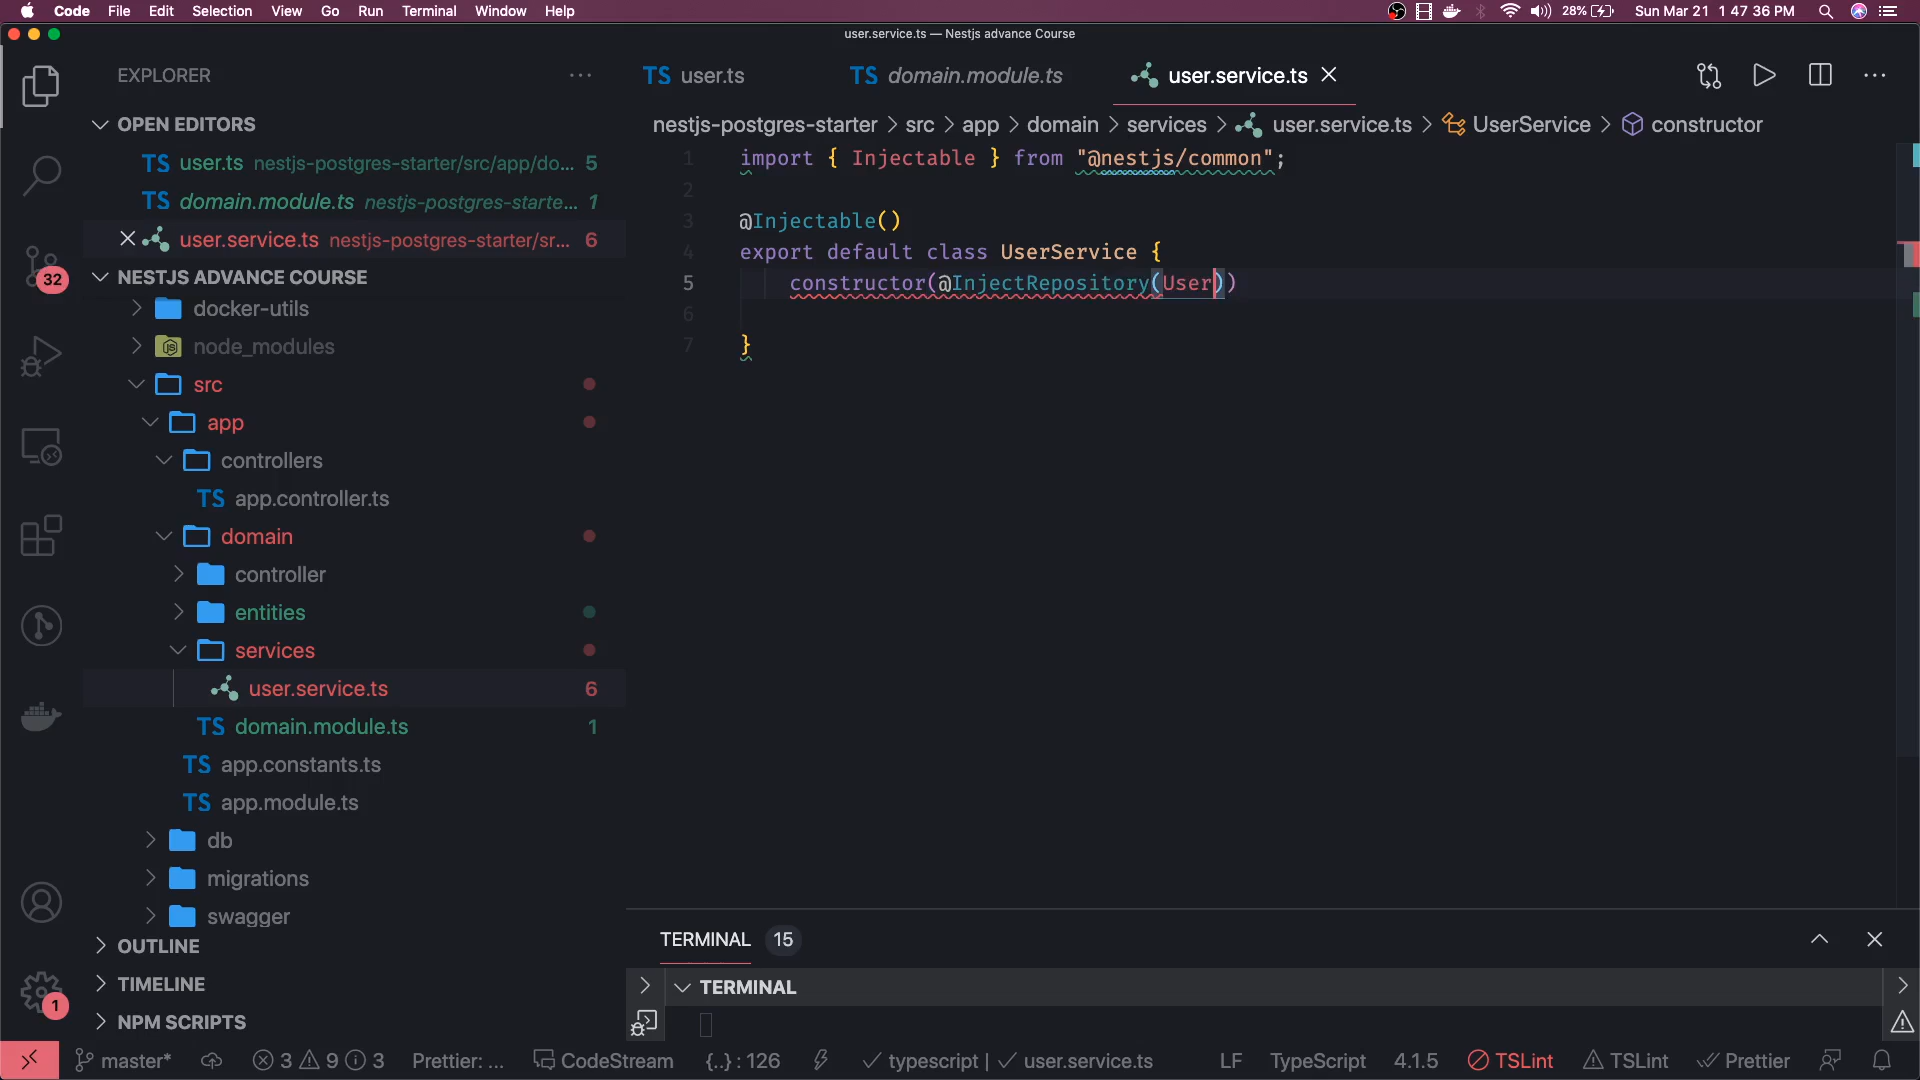 Code File Edit Selection View Go Run Terminal Window Help 28% Sun Mar 21 1 47 36 PM
user.service.ts — Nestjs advance Course
EXPLORER
TS user.ts TS domain.module.ts user.service.ts
nestjs-postgres-starter > src > app > domain > services > user.service.ts > UserService > constructor
OPEN EDITORS
TS user.ts nestjs-postgres-starter/src/app/do... 5
TS domain.module.ts nestjs-postgres-starte... 1
user.service.ts nestjs-postgres-starter/sr... 6
NESTJS ADVANCE COURSE
docker-utils
node_modules
src
app
controllers
TS app.controller.ts
domain
controller
entities
services
user.service.ts 6
TS domain.module.ts 1
TS app.constants.ts
TS app.module.ts
db
migrations
swagger
OUTLINE
TIMELINE
NPM SCRIPTS
32
1
1 import { Injectable } from "@nestjs/common";
2
3 @Injectable()
4 export default class UserService {
5 constructor(@InjectRepository(User))
6
7 }
TERMINAL 15
TERMINAL
master* 3 9 3 Prettier: ... CodeStream {..} : 126 typescript | user.service.ts LF TypeScript 4.1.5 TSLint TSLint Prettier